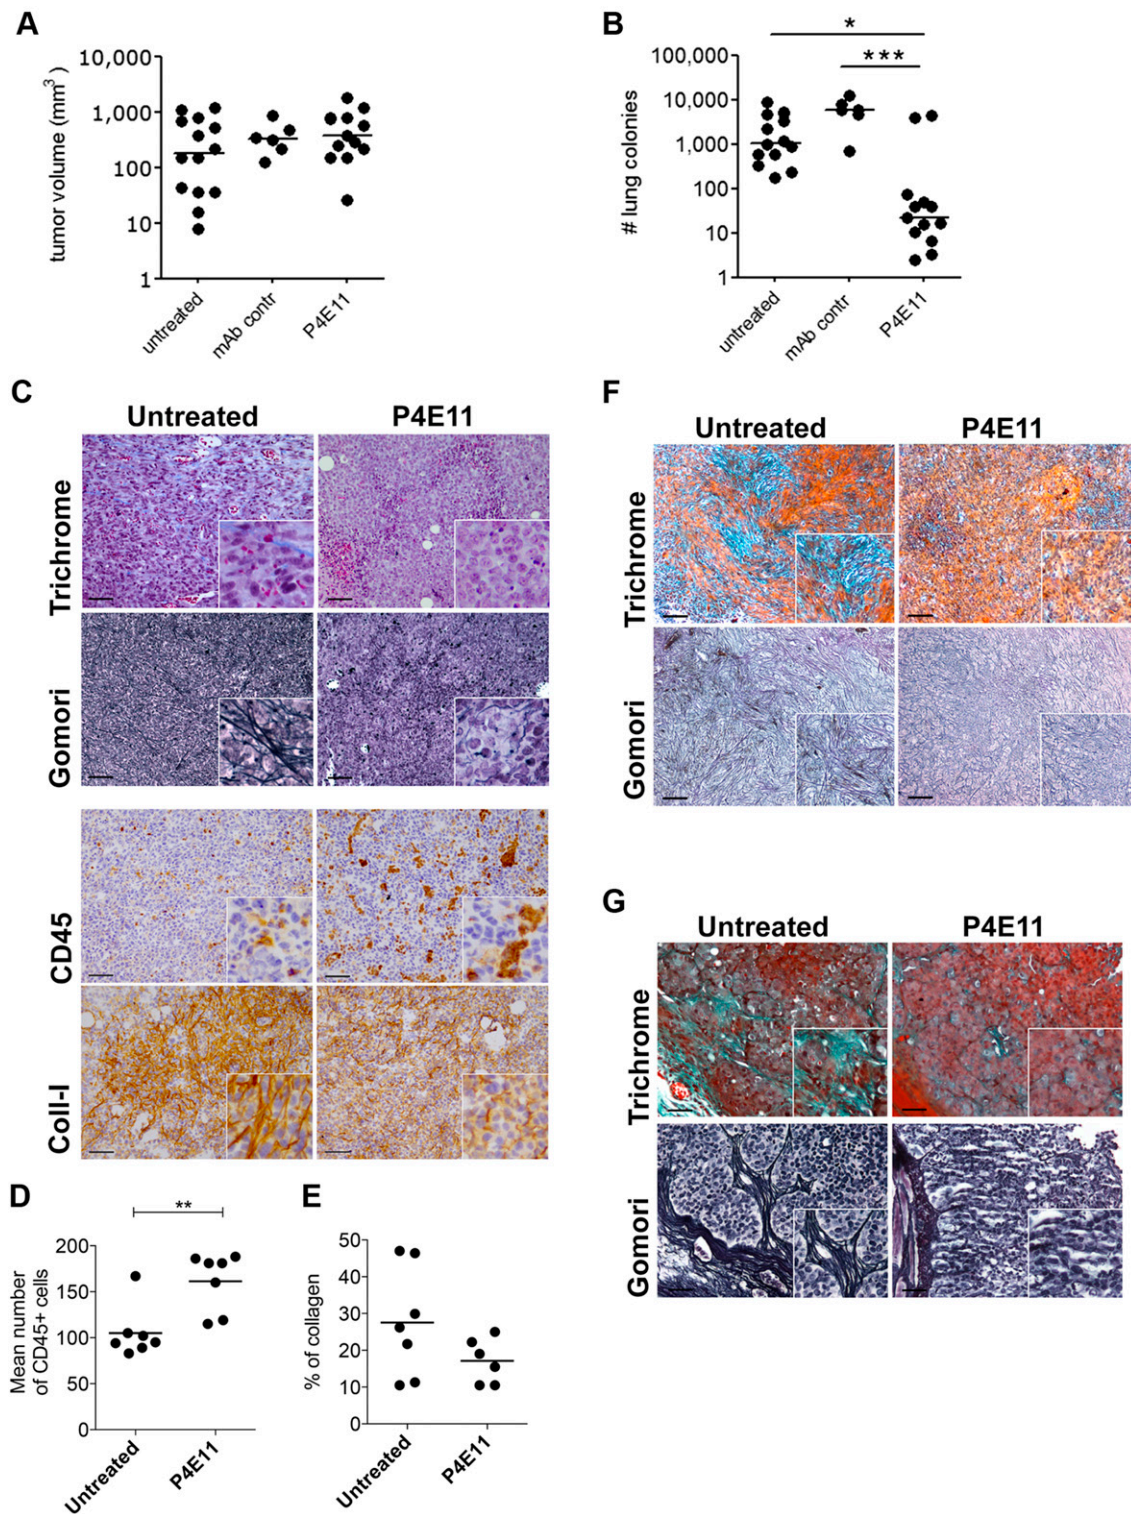 A
tumor volume (mm3 )
10,000
1,000
100
10
1
untreated
mAb contr
P4E11
B
# lung colonies
100,000
10,000
1,000
100
10
1
*
***
untreated
mAb contr
P4E11
C
Untreated
P4E11
Trichrome
Gomori
CD45
Coll-I
D
Mean number
of CD45+ cells
200
150
100
50
0
**
Untreated
P4E11
E
% of collagen
50
40
30
20
10
0
Untreated
P4E11
F
Untreated
P4E11
Trichrome
Gomori
G
Untreated
P4E11
Trichrome
Gomori